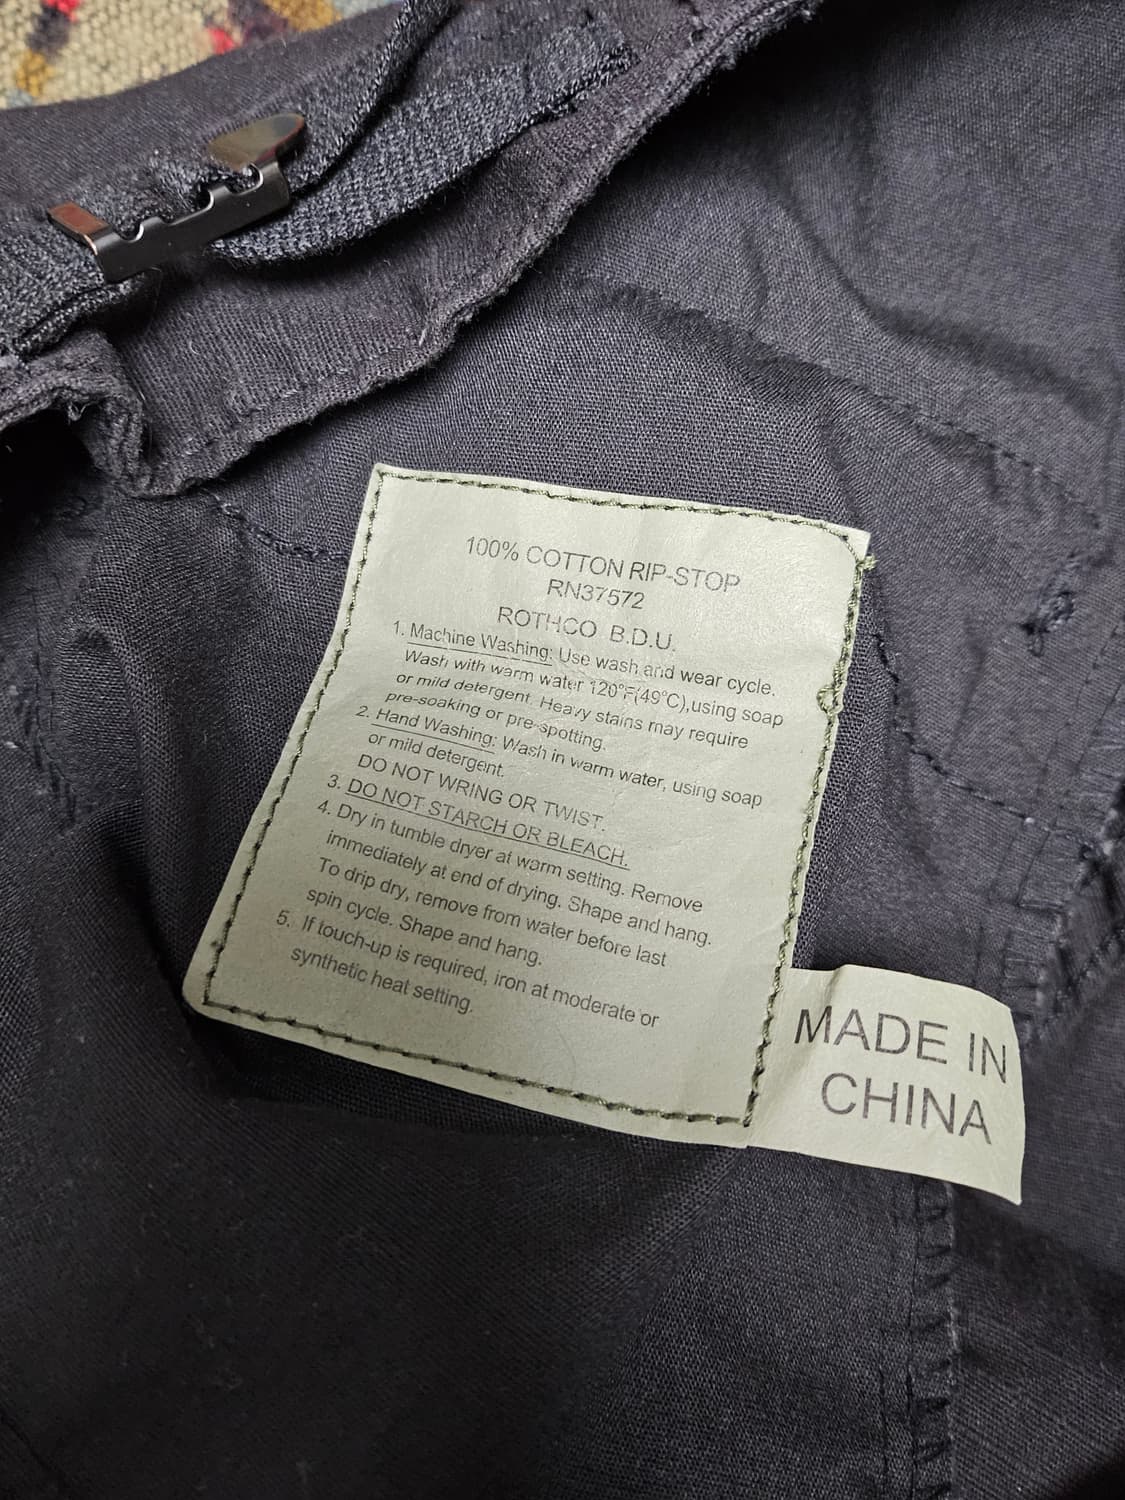 100% COTTON RIP-STOP
RN37572
ROTHCO B.D.U.
1. Machine Washing: Use wash and wear cycle.
Wash with warm water 120°F(49°C),using soap
or mild detergent. Heavy stains may require
pre-soaking or pre-spotting.
2. Hand Washing: Wash in warm water, using soap
or mild detergent.
DO NOT WRING OR TWIST.
3. DO NOT STARCH OR BLEACH.
4. Dry in tumble dryer at warm setting. Remove
immediately at end of drying. Shape and hang.
To drip dry, remove from water before last
spin cycle. Shape and hang.
5. If touch-up is required, iron at moderate or
synthetic heat setting.
MADE IN
CHINA